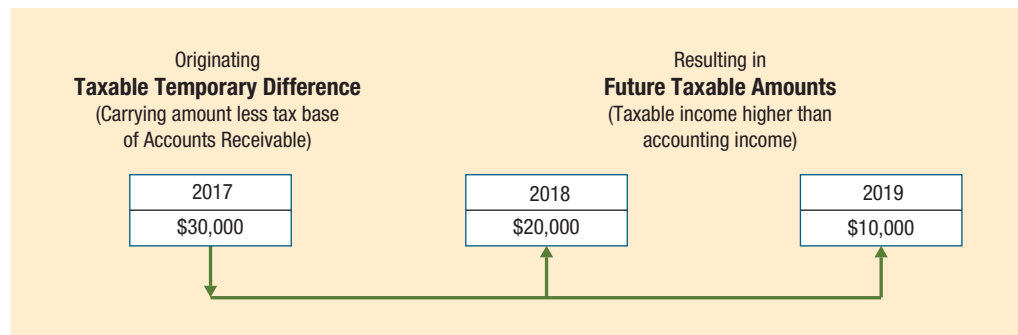 Originating
Taxable Temporary Difference
(Carrying amount less tax base
of Accounts Receivable)
Resulting in
Future Taxable Amounts
(Taxable income higher than
accounting income)
2017
$30,000
2018
$20,000
2019
$10,000